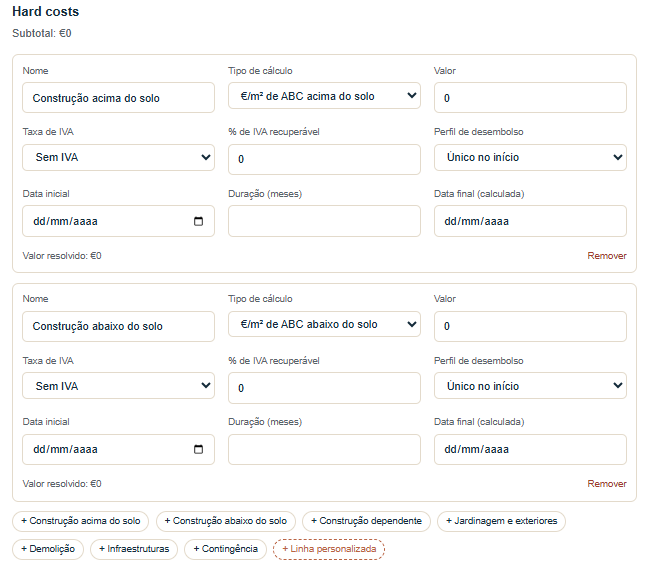 Hard costs
Subtotal: €0
Nome Tipo de cálculo Valor
Construção acima do solo €/m² de ABC acima do solo 0
Taxa de IVA % de IVA recuperável Perfil de desembolso
Sem IVA 0 Único no início
Data inicial Duração (meses) Data final (calculada)
dd/mm/aaaa dd/mm/aaaa
Valor resolvido: €0 Remover
Nome Tipo de cálculo Valor
Construção abaixo do solo €/m² de ABC abaixo do solo 0
Taxa de IVA % de IVA recuperável Perfil de desembolso
Sem IVA 0 Único no início
Data inicial Duração (meses) Data final (calculada)
dd/mm/aaaa dd/mm/aaaa
Valor resolvido: €0 Remover
+ Construção acima do solo + Construção abaixo do solo + Construção dependente + Jardinagem e exteriores
+ Demolição + Infraestruturas + Contingência + Linha personalizada